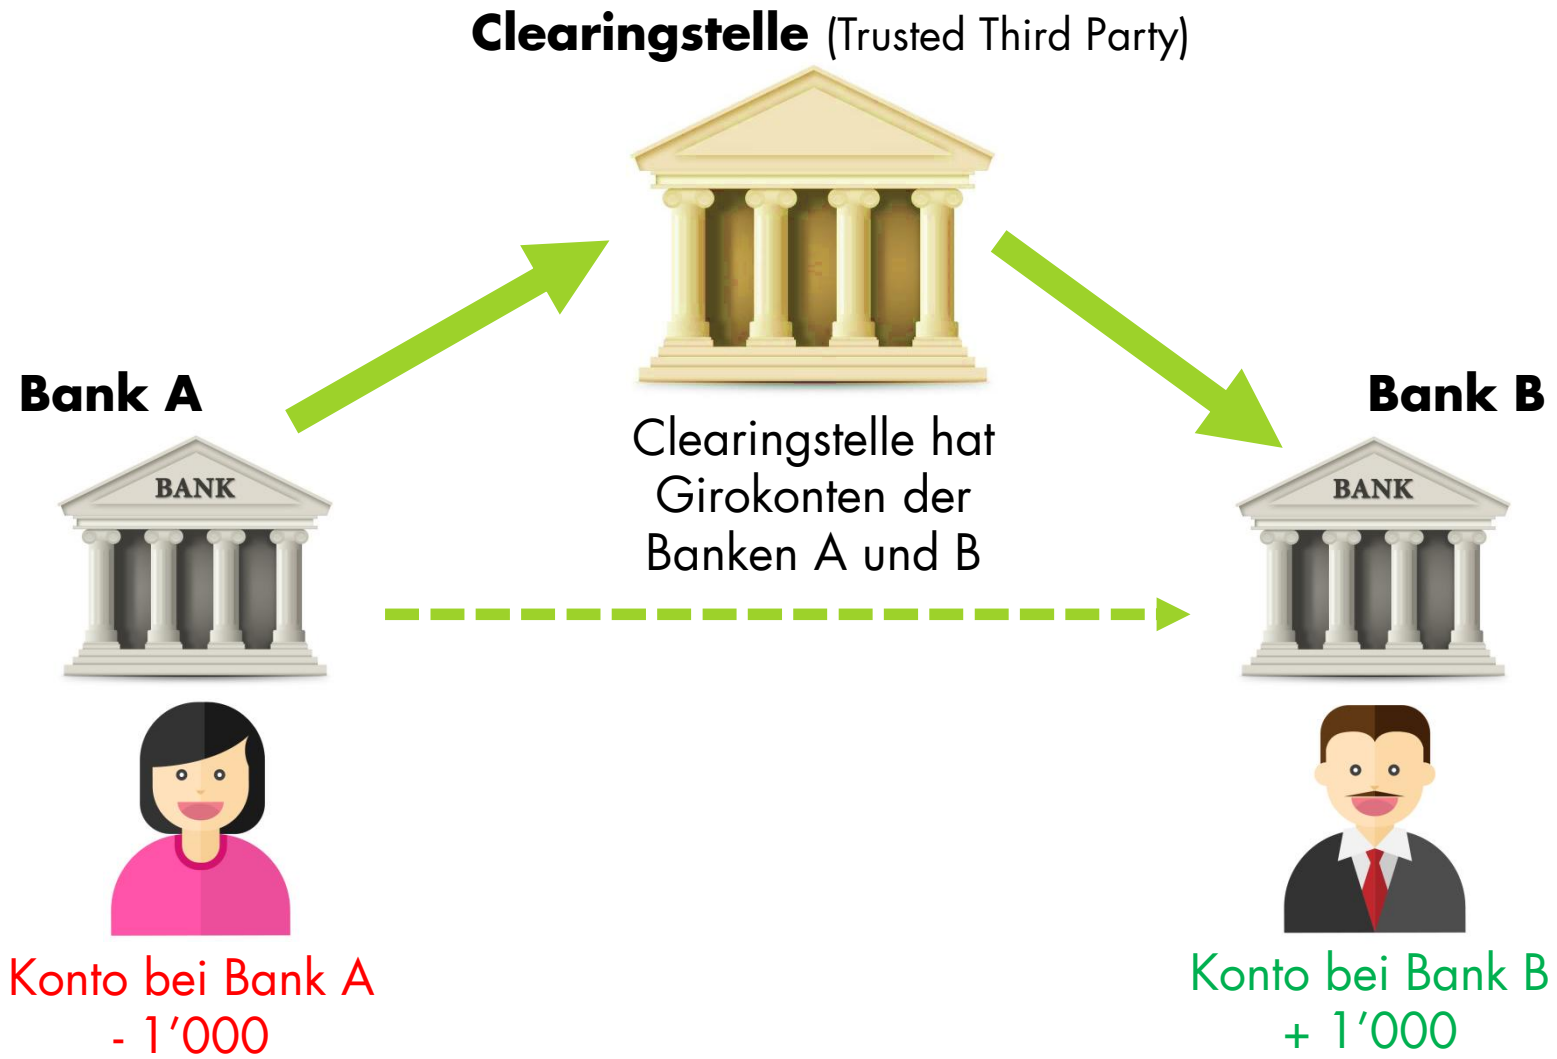 Clearingstelle (Trusted Third Party)
Bank A
Bank B
BANK
BANK
Clearingstelle hat
Girokonten der
Banken A und B
Konto bei Bank A
- 1’000
Konto bei Bank B
+ 1’000